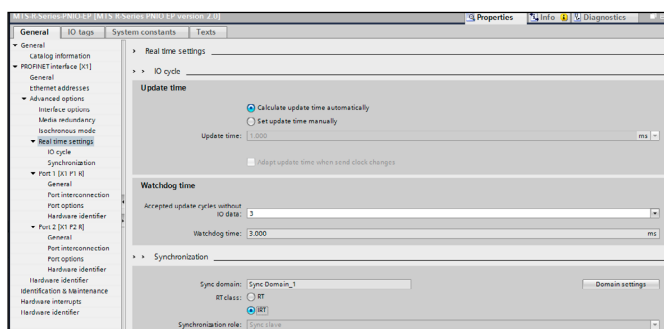 MTS-R-Series-PNIO-EP [MTS R-Series PNIO EP version 2.0]
Properties
Info
Diagnostics
General
IO tags
System constants
Texts
General
Catalog information
PROFINET interface [X1]
General
Ethernet addresses
Advanced options
Interface options
Media redundancy
Isochronous mode
Real time settings
IO cycle
Synchronization
Port 1 [X1 P1 R]
General
Port interconnection
Port options
Hardware identifier
Port 2 [X1 P2 R]
General
Port interconnection
Port options
Hardware identifier
Hardware identifier
Identification & Maintenance
Hardware interrupts
Hardware identifier
Real time settings
IO cycle
Update time
Calculate update time automatically
Set update time manually
Update time: 1.000 ms
Adapt update time when send clock changes
Watchdog time
Accepted update cycles without
IO data: 3
Watchdog time: 3.000 ms
Synchronization
Sync domain: Sync Domain_1 Domain settings
RT class: RT
IRT
Synchronization role: Sync slave